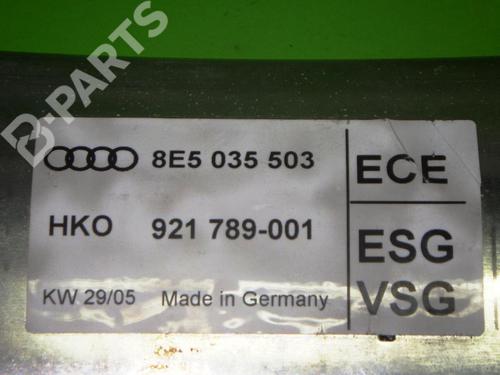 B-PARTS
8E5 035 503
ECE
HKO 921 789-001
ESG
VSG
KW 29/05 Made in Germany